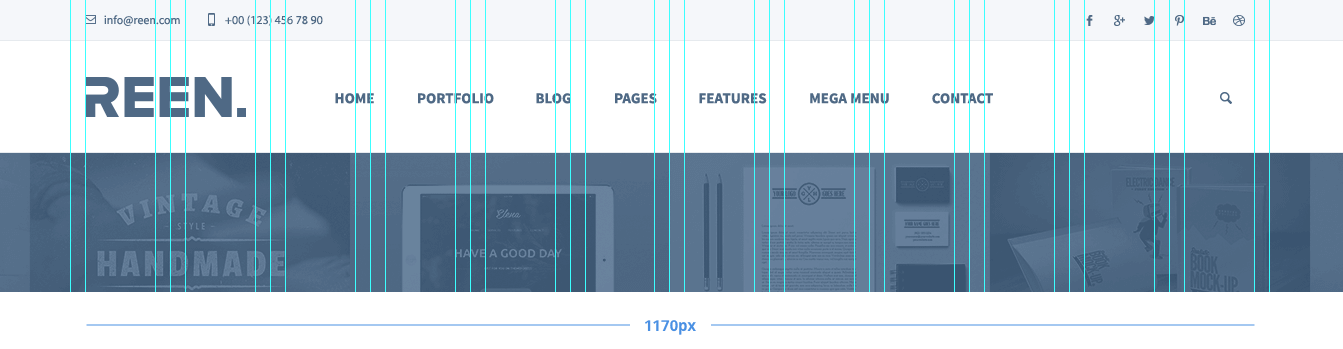 info@reen.com +00 (123) 456 78 90 Bē
REEN. HOME PORTFOLIO BLOG PAGES FEATURES MEGA MENU CONTACT
VINTAGE
STYLE
HANDMADE
Elena
HAVE A GOOD DAY
BOOK
MOCK-UP
1170px